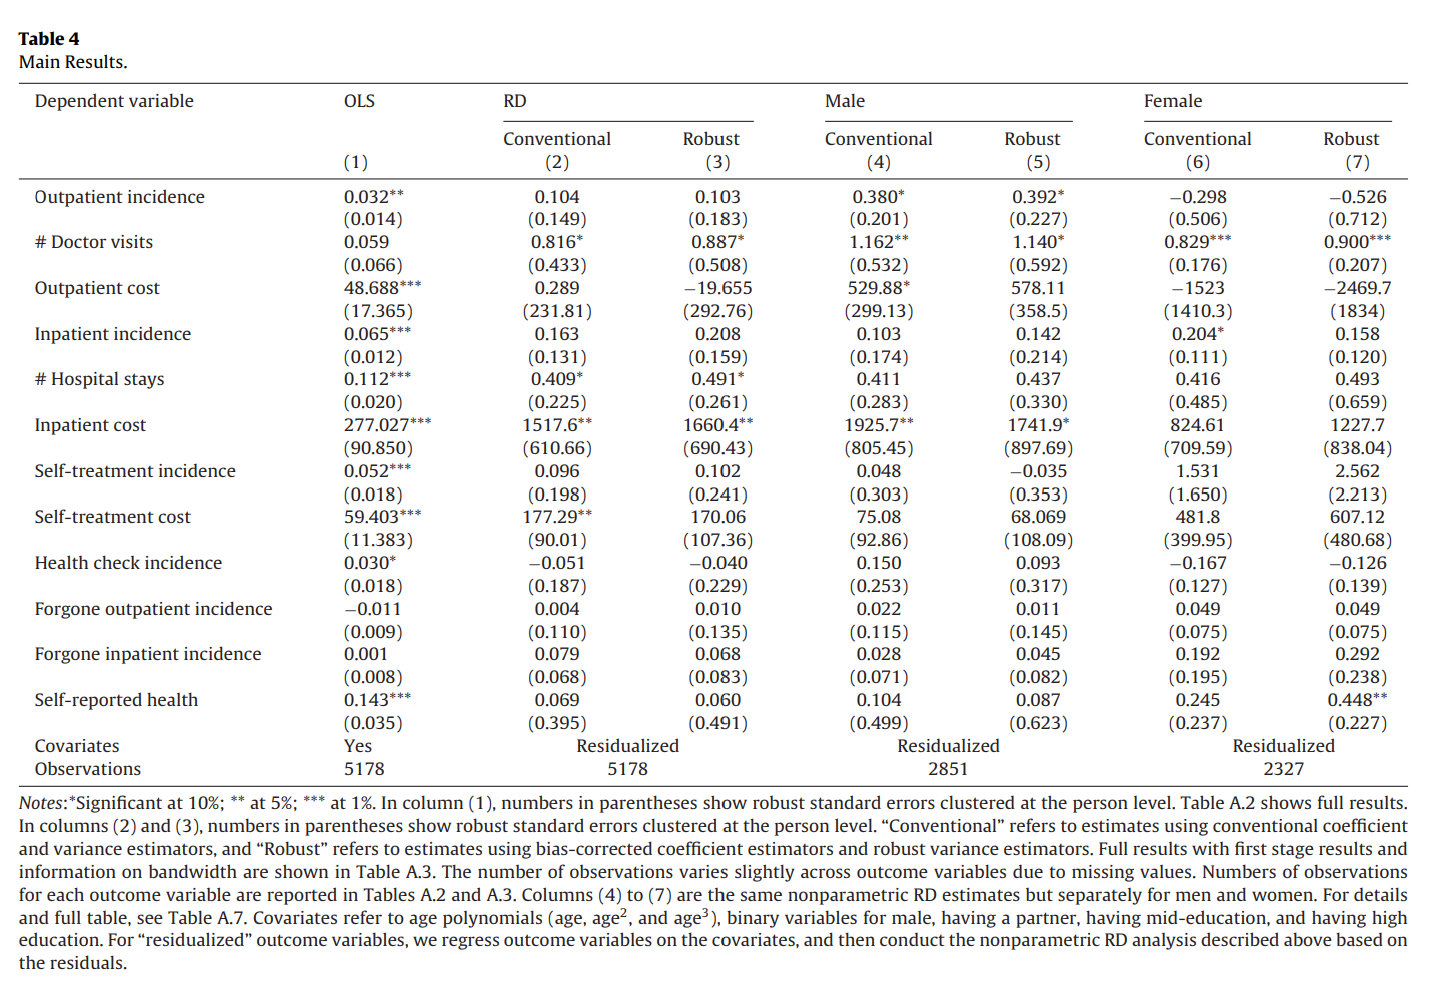 Table 4
Main Results.
Dependent variable OLS RD Male Female
Conventional Robust Conventional Robust Conventional Robust
(1) (2) (3) (4) (5) (6) (7)
Outpatient incidence 0.032** 0.104 0.103 0.380* 0.392* −0.298 −0.526
(0.014) (0.149) (0.183) (0.201) (0.227) (0.506) (0.712)
# Doctor visits 0.059 0.816* 0.887* 1.162** 1.140* 0.829*** 0.900***
(0.066) (0.433) (0.508) (0.532) (0.592) (0.176) (0.207)
Outpatient cost 48.688*** 0.289 −19.655 529.88* 578.11 −1523 −2469.7
(17.365) (231.81) (292.76) (299.13) (358.5) (1410.3) (1834)
Inpatient incidence 0.065*** 0.163 0.208 0.103 0.142 0.204* 0.158
(0.012) (0.131) (0.159) (0.174) (0.214) (0.111) (0.120)
# Hospital stays 0.112*** 0.409* 0.491* 0.411 0.437 0.416 0.493
(0.020) (0.225) (0.261) (0.283) (0.330) (0.485) (0.659)
Inpatient cost 277.027*** 1517.6** 1660.4** 1925.7** 1741.9* 824.61 1227.7
(90.850) (610.66) (690.43) (805.45) (897.69) (709.59) (838.04)
Self-treatment incidence 0.052*** 0.096 0.102 0.048 −0.035 1.531 2.562
(0.018) (0.198) (0.241) (0.303) (0.353) (1.650) (2.213)
Self-treatment cost 59.403*** 177.29** 170.06 75.08 68.069 481.8 607.12
(11.383) (90.01) (107.36) (92.86) (108.09) (399.95) (480.68)
Health check incidence 0.030* −0.051 −0.040 0.150 0.093 −0.167 −0.126
(0.018) (0.187) (0.229) (0.253) (0.317) (0.127) (0.139)
Forgone outpatient incidence −0.011 0.004 0.010 0.022 0.011 0.049 0.049
(0.009) (0.110) (0.135) (0.115) (0.145) (0.075) (0.075)
Forgone inpatient incidence 0.001 0.079 0.068 0.028 0.045 0.192 0.292
(0.008) (0.068) (0.083) (0.071) (0.082) (0.195) (0.238)
Self-reported health 0.143*** 0.069 0.060 0.104 0.087 0.245 0.448**
(0.035) (0.395) (0.491) (0.499) (0.623) (0.237) (0.227)
Covariates Yes Residualized Residualized Residualized
Observations 5178 5178 2851 2327
Notes:*Significant at 10%; ** at 5%; *** at 1%. In column (1), numbers in parentheses show robust standard errors clustered at the person level. Table A.2 shows full results.
In columns (2) and (3), numbers in parentheses show robust standard errors clustered at the person level. “Conventional” refers to estimates using conventional coefficient
and variance estimators, and “Robust” refers to estimates using bias-corrected coefficient estimators and robust variance estimators. Full results with first stage results and
information on bandwidth are shown in Table A.3. The number of observations varies slightly across outcome variables due to missing values. Numbers of observations
for each outcome variable are reported in Tables A.2 and A.3. Columns (4) to (7) are the same nonparametric RD estimates but separately for men and women. For details
and full table, see Table A.7. Covariates refer to age polynomials (age, age², and age³), binary variables for male, having a partner, having mid-education, and having high
education. For “residualized” outcome variables, we regress outcome variables on the covariates, and then conduct the nonparametric RD analysis described above based on
the residuals.